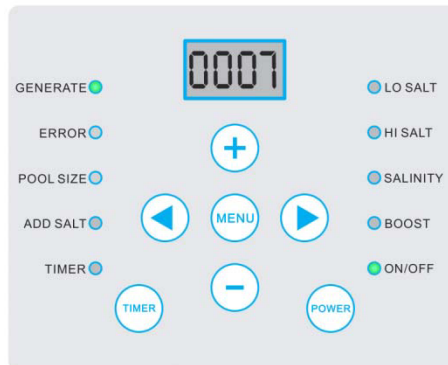 0007
GENERATE
LO SALT
ERROR
HI SALT
POOL SIZE
SALINITY
MENU
ADD SALT
BOOST
TIMER
ON/OFF
TIMER
POWER